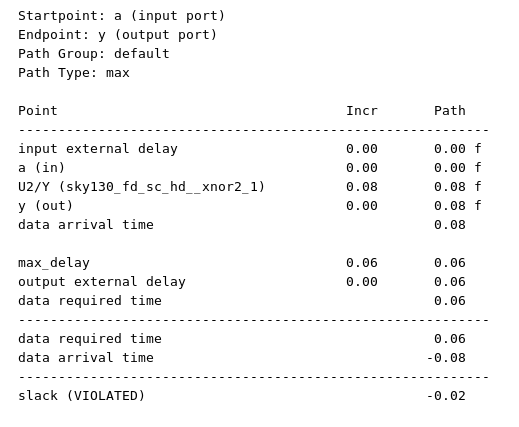 Startpoint: a (input port)
Endpoint: y (output port)
Path Group: default
Path Type: max
Point Incr Path
-----------------------------------------------------------
input external delay 0.00 0.00 f
a (in) 0.00 0.00 f
U2/Y (sky130_fd_sc_hd__xnor2_1) 0.08 0.08 f
y (out) 0.00 0.08 f
data arrival time 0.08
max_delay 0.06 0.06
output external delay 0.00 0.06
data required time 0.06
-----------------------------------------------------------
data required time 0.06
data arrival time -0.08
-----------------------------------------------------------
slack (VIOLATED) -0.02